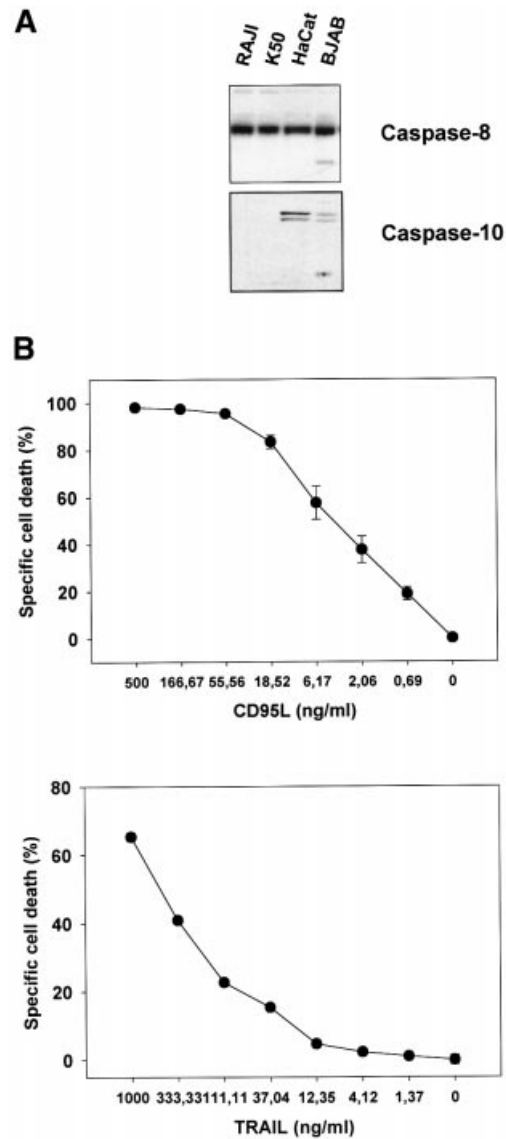 A
RAJI K50 HaCat BJAB
Caspase-8
Caspase-10
B
100
80
60
40
20
0
Specific cell death (%)
500 166,67 55,56 18,52 6,17 2,06 0,69 0
CD95L (ng/ml)
80
60
40
20
0
Specific cell death (%)
1000 333,33 111,11 37,04 12,35 4,12 1,37 0
TRAIL (ng/ml)